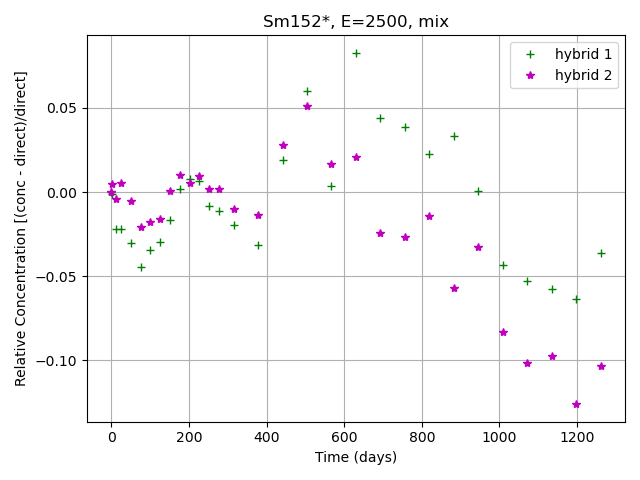 Sm152*, E=2500, mix
hybrid 1
hybrid 2
0.05
0.00
−0.05
−0.10
Relative Concentration [(conc - direct)/direct]
0 200 400 600 800 1000 1200
Time (days)